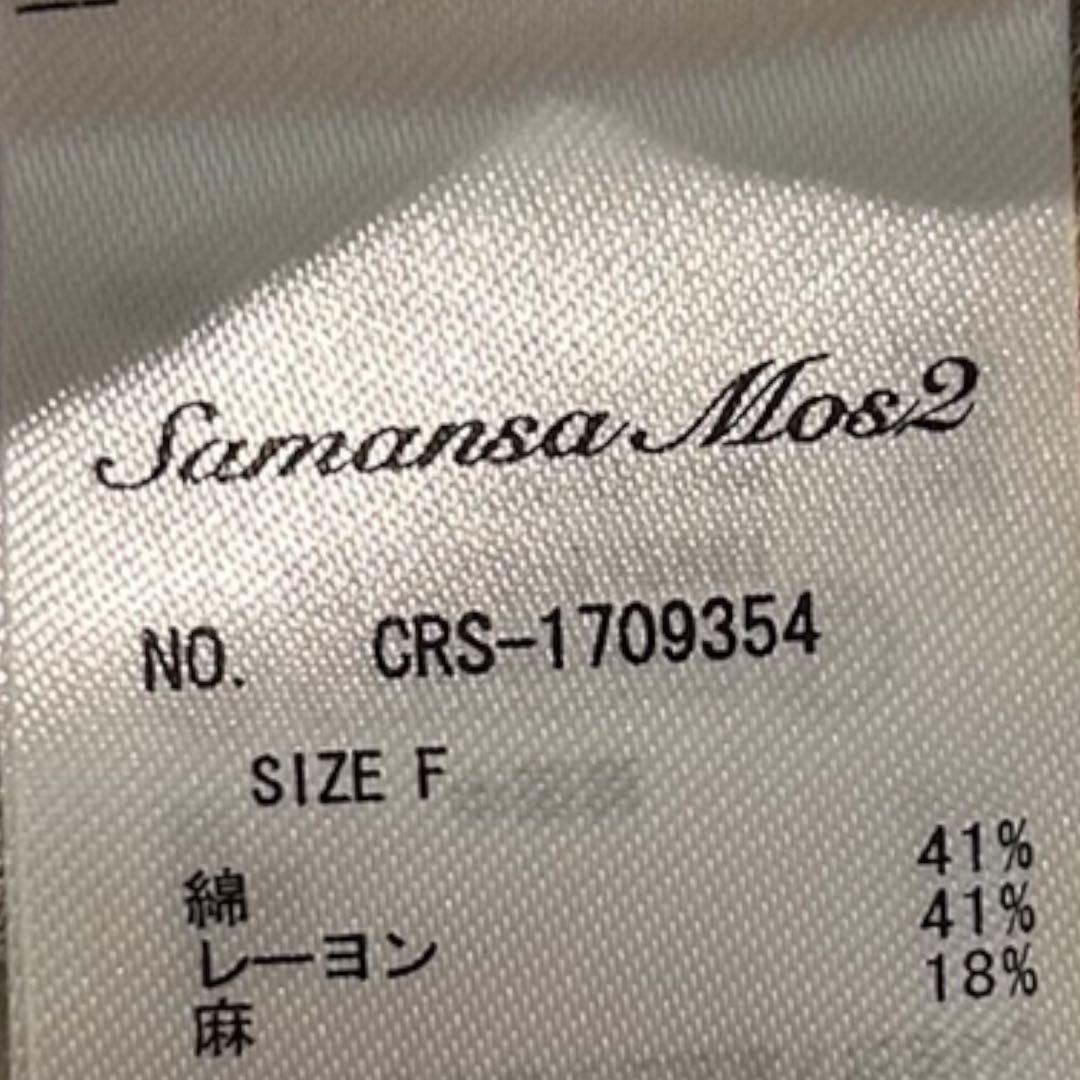 Samansa Mos2
NO. CRS-1709354
SIZE F
綿 41%
レーヨン 41%
麻 18%